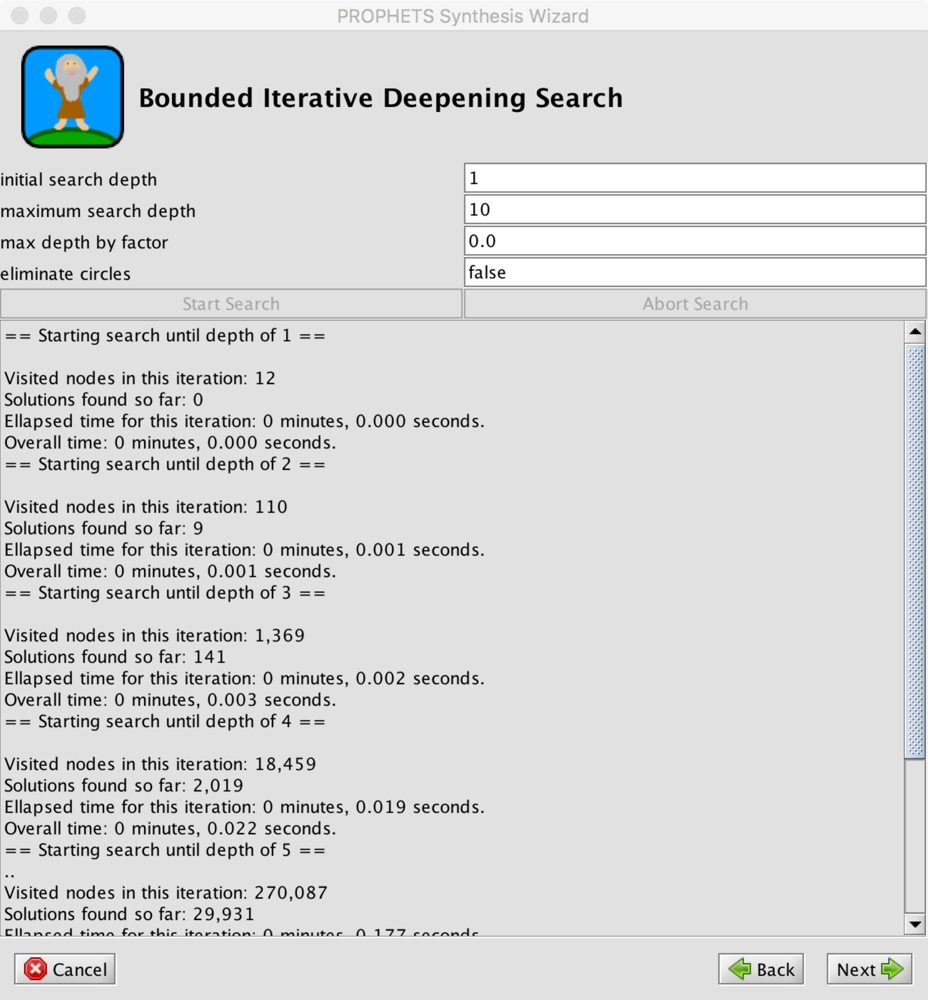 PROPHETS Synthesis Wizard
Bounded Iterative Deepening Search
initial search depth 1
maximum search depth 10
max depth by factor 0.0
eliminate circles false
Start Search Abort Search
== Starting search until depth of 1 ==
Visited nodes in this iteration: 12
Solutions found so far: 0
Ellapsed time for this iteration: 0 minutes, 0.000 seconds.
Overall time: 0 minutes, 0.000 seconds.
== Starting search until depth of 2 ==
Visited nodes in this iteration: 110
Solutions found so far: 9
Ellapsed time for this iteration: 0 minutes, 0.001 seconds.
Overall time: 0 minutes, 0.001 seconds.
== Starting search until depth of 3 ==
Visited nodes in this iteration: 1,369
Solutions found so far: 141
Ellapsed time for this iteration: 0 minutes, 0.002 seconds.
Overall time: 0 minutes, 0.003 seconds.
== Starting search until depth of 4 ==
Visited nodes in this iteration: 18,459
Solutions found so far: 2,019
Ellapsed time for this iteration: 0 minutes, 0.019 seconds.
Overall time: 0 minutes, 0.022 seconds.
== Starting search until depth of 5 ==
..
Visited nodes in this iteration: 270,087
Solutions found so far: 29,931
Ellapsed time for this iteration: 0 minutes, 0.177 seconds.
Cancel Back Next